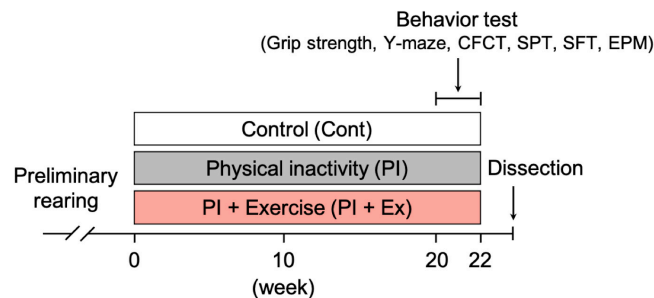 Behavior test
(Grip strength, Y-maze, CFCT, SPT, SFT, EPM)
Control (Cont)
Physical inactivity (PI)
PI + Exercise (PI + Ex)
Preliminary
rearing
Dissection
0
10
20
22
(week)